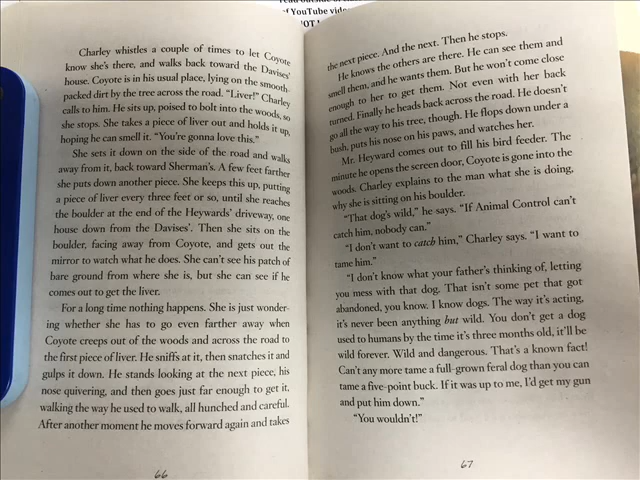 read outside of
of YouTube vide
NOT
Charley whistles a couple of times to let Coyote
know she's there, and walks back toward the Davises'
house. Coyote is in his usual place, lying on the smooth-
packed dirt by the tree across the road. "Liver!" Charley
calls to him. He sits up, poised to bolt into the woods, so
she stops. She takes a piece of liver out and holds it up,
hoping he can smell it. "You're gonna love this."
She sets it down on the side of the road and walks
away from it, back toward Sherman's. A few feet farther
she puts down another piece. She keeps this up, putting
a piece of liver every three feet or so, until she reaches
the boulder at the end of the Heywards' driveway, one
house down from the Davises'. Then she sits on the
boulder, facing away from Coyote, and gets out the
mirror to watch what he does. She can't see his patch of
bare ground from where she is, but she can see if he
comes out to get the liver.
For a long time nothing happens. She is just wonder-
ing whether she has to go even farther away when
Coyote creeps out of the woods and across the road to
the first piece of liver. He sniffs at it, then snatches it and
gulps it down. He stands looking at the next piece, his
nose quivering, and then goes just far enough to get it,
walking the way he used to walk, all hunched and careful.
After another moment he moves forward again and takes
66
the next piece. And the next. Then he stops.
He knows the others are there. He can see them and
smell them, and he wants them. But he won't come close
enough to her to get them. Not even with her back
turned. Finally he heads back across the road. He doesn't
go all the way to his tree, though. He flops down under a
bush, puts his nose on his paws, and watches her.
Mr. Heyward comes out to fill his bird feeder. The
minute he opens the screen door, Coyote is gone into the
woods. Charley explains to the man what she is doing,
why she is sitting on his boulder.
"That dog's wild," he says. "If Animal Control can't
catch him, nobody can."
"I don't want to catch him," Charley says. "I want to
tame him."
"I don't know what your father's thinking of, letting
you mess with that dog. That isn't some pet that got
abandoned, you know. I know dogs. The way it's acting,
it's never been anything but wild. You don't get a dog
used to humans by the time it's three months old, it'll be
wild forever. Wild and dangerous. That's a known fact!
Can't any more tame a full-grown feral dog than you can
tame a five-point buck. If it was up to me, I'd get my gun
and put him down."
"You wouldn't!"
67